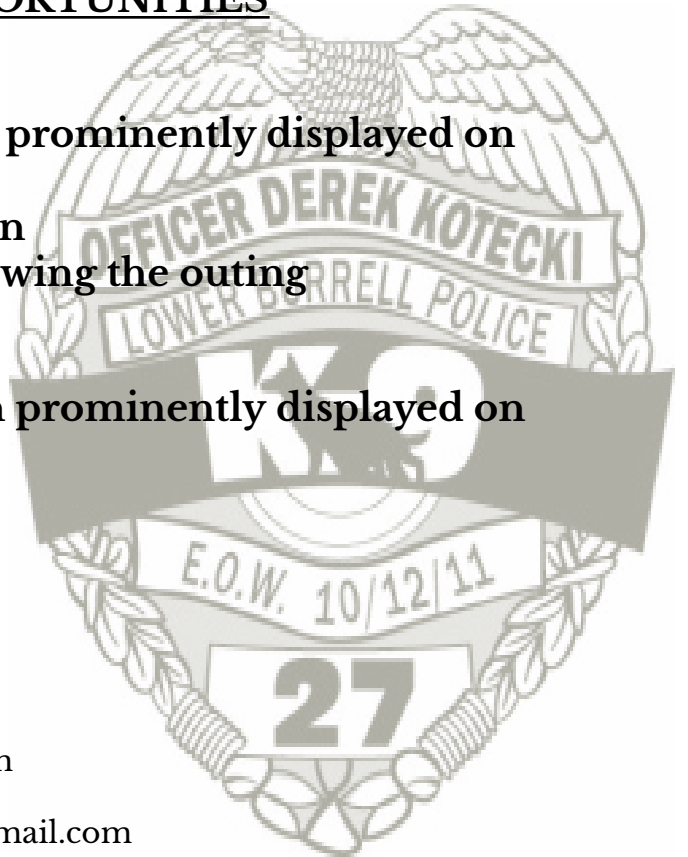 ORTUNITIES
prominently displayed on
OFFICER DEREK KOTECKI
n
wing the outing
LOWER BURRELL POLICE
K-9
prominently displayed on
E.O.W. 10/12/11
27
n
mail.com